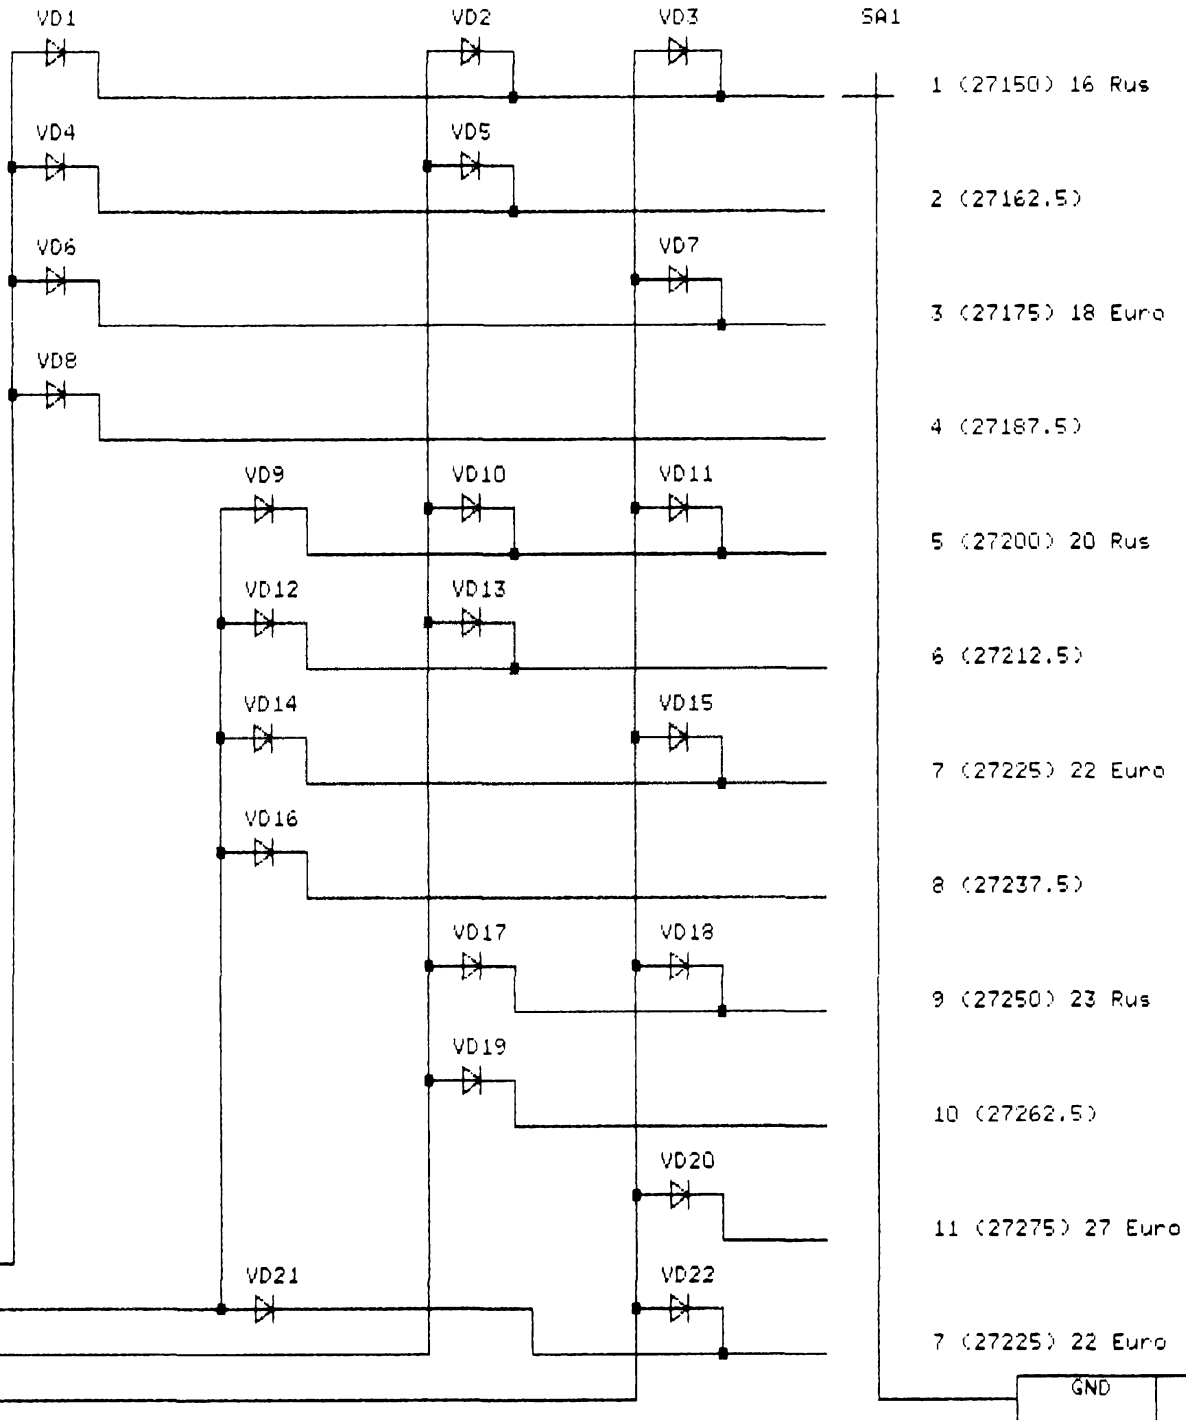 VD1 VD2 VD3 SA1
1 (27150) 16 Rus
VD4 VD5
2 (27162.5)
VD6 VD7
3 (27175) 18 Euro
VD8
4 (27187.5)
VD9 VD10 VD11
5 (27200) 20 Rus
VD12 VD13
6 (27212.5)
VD14 VD15
7 (27225) 22 Euro
VD16
8 (27237.5)
VD17 VD18
9 (27250) 23 Rus
VD19
10 (27262.5)
VD20
11 (27275) 27 Euro
VD21 VD22
7 (27225) 22 Euro
GND